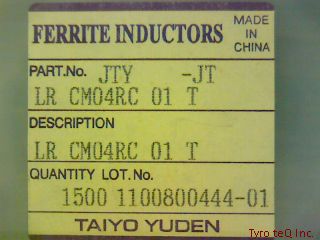 FERRITE INDUCTORS
MADE
IN
CHINA
PART.No. JTY -JT
LR CM04RC 01 T
DESCRIPTION
LR CM04RC 01 T
QUANTITY LOT.No.
1500 1100800444-01
TAIYO YUDEN
Tyro teQ Inc.